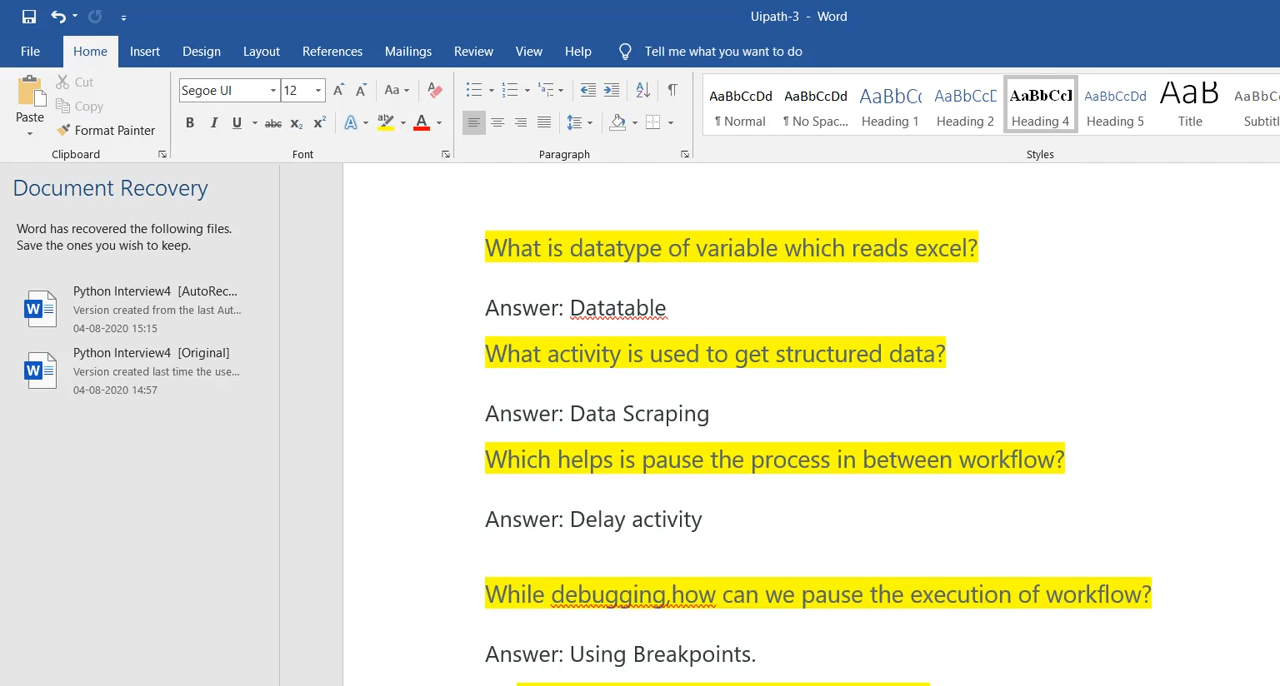 Uipath-3 - Word
File Home Insert Design Layout References Mailings Review View Help Tell me what you want to do
Paste
Cut
Copy
Format Painter
Clipboard
Segoe UI 12 Aa
B I U abc x₂ x² A A
Font
Paragraph
AaBbCcDd AaBbCcDd AaBbCc AaBbCcD AaBbCcI AaBbCcDd AaB AaBbCc
¶ Normal ¶ No Spac... Heading 1 Heading 2 Heading 4 Heading 5 Title Subtitl
Styles
Document Recovery
Word has recovered the following files.
Save the ones you wish to keep.
Python Interview4 [AutoRec...
Version created from the last Aut...
04-08-2020 15:15
Python Interview4 [Original]
Version created last time the use...
04-08-2020 14:57
What is datatype of variable which reads excel?
Answer: Datatable
What activity is used to get structured data?
Answer: Data Scraping
Which helps is pause the process in between workflow?
Answer: Delay activity
While debugging,how can we pause the execution of workflow?
Answer: Using Breakpoints.